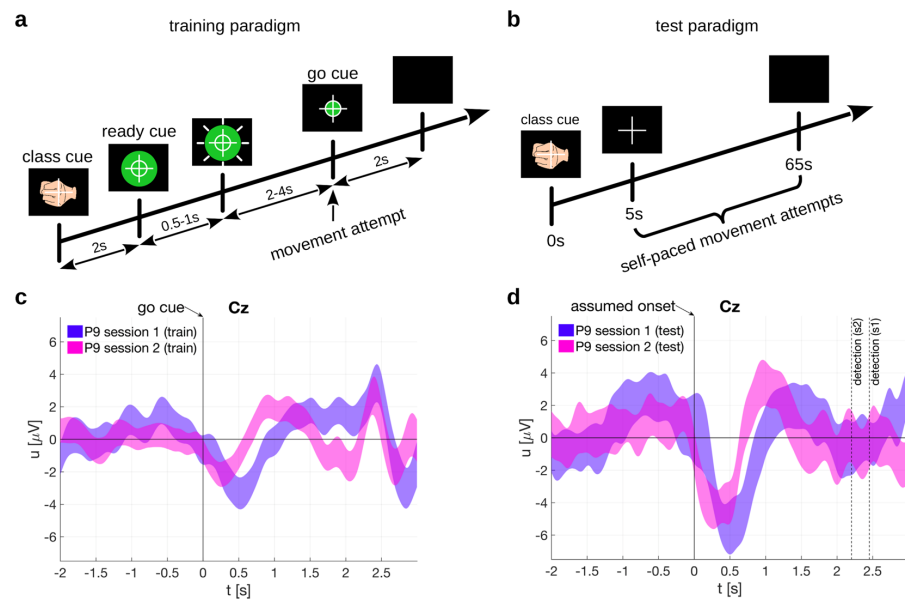 a
training paradigm
go cue
ready cue
class cue
2s
0.5-1s
2-4s
2s
movement attempt
b
test paradigm
class cue
0s
5s
65s
self-paced movement attempts
c
go cue
Cz
P9 session 1 (train)
P9 session 2 (train)
u [μV]
6
4
2
0
-2
-4
-6
-2
-1.5
-1
-0.5
0
0.5
1
1.5
2
2.5
t [s]
d
assumed onset
Cz
P9 session 1 (test)
P9 session 2 (test)
detection (s2)
detection (s1)
u [μV]
6
4
2
0
-2
-4
-6
-2
-1.5
-1
-0.5
0
0.5
1
1.5
2
2.5
t [s]